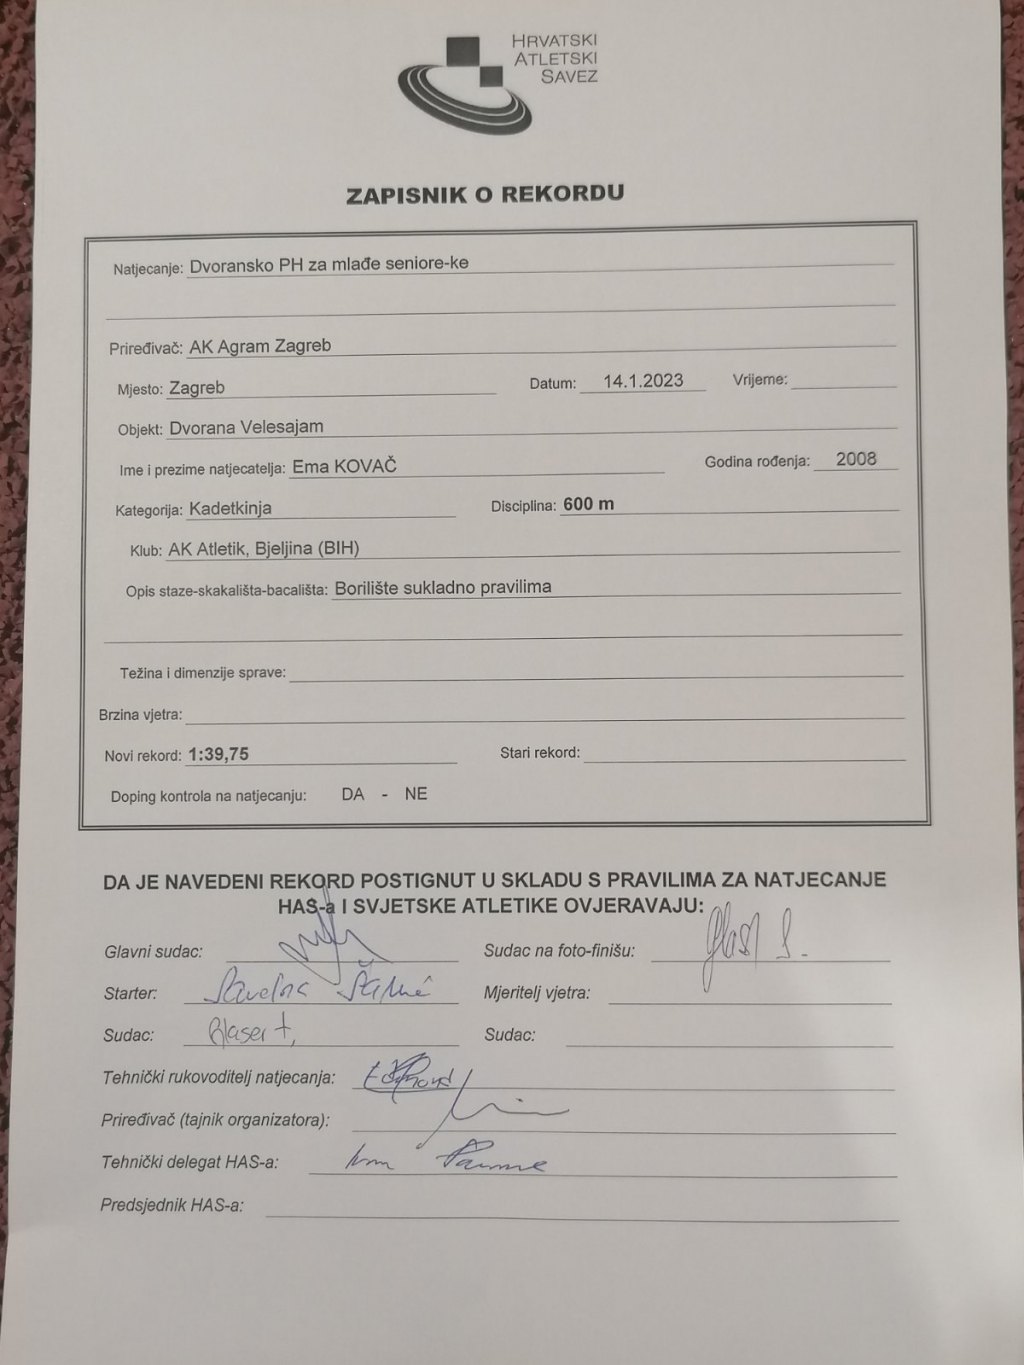 HRVATSKI
ATLETSKI
SAVEZ
ZAPISNIK O REKORDU
Natjecanje: Dvoransko PH za mlađe seniore-ke
Priređivač: AK Agram Zagreb
Mjesto: Zagreb Datum: 14.1.2023 Vrijeme:
Objekt: Dvorana Velesajam
Ime i prezime natjecatelja: Ema KOVAČ Godina rođenja: 2008
Kategorija: Kadetkinja Disciplina: 600 m
Klub: AK Atletik, Bjeljina (BIH)
Opis staze-skakališta-bacališta: Borilište sukladno pravilima
Težina i dimenzije sprave:
Brzina vjetra:
Novi rekord: 1:39,75 Stari rekord:
Doping kontrola na natjecanju: DA - NE
DA JE NAVEDENI REKORD POSTIGNUT U SKLADU S PRAVILIMA ZA NATJECANJE
HAS-a I SVJETSKE ATLETIKE OVJERAVAJU:
Glavni sudac: Sudac na foto-finišu:
Starter: Mjeritelj vjetra:
Sudac: Sudac:
Tehnički rukovoditelj natjecanja:
Priređivač (tajnik organizatora):
Tehnički delegat HAS-a:
Predsjednik HAS-a: